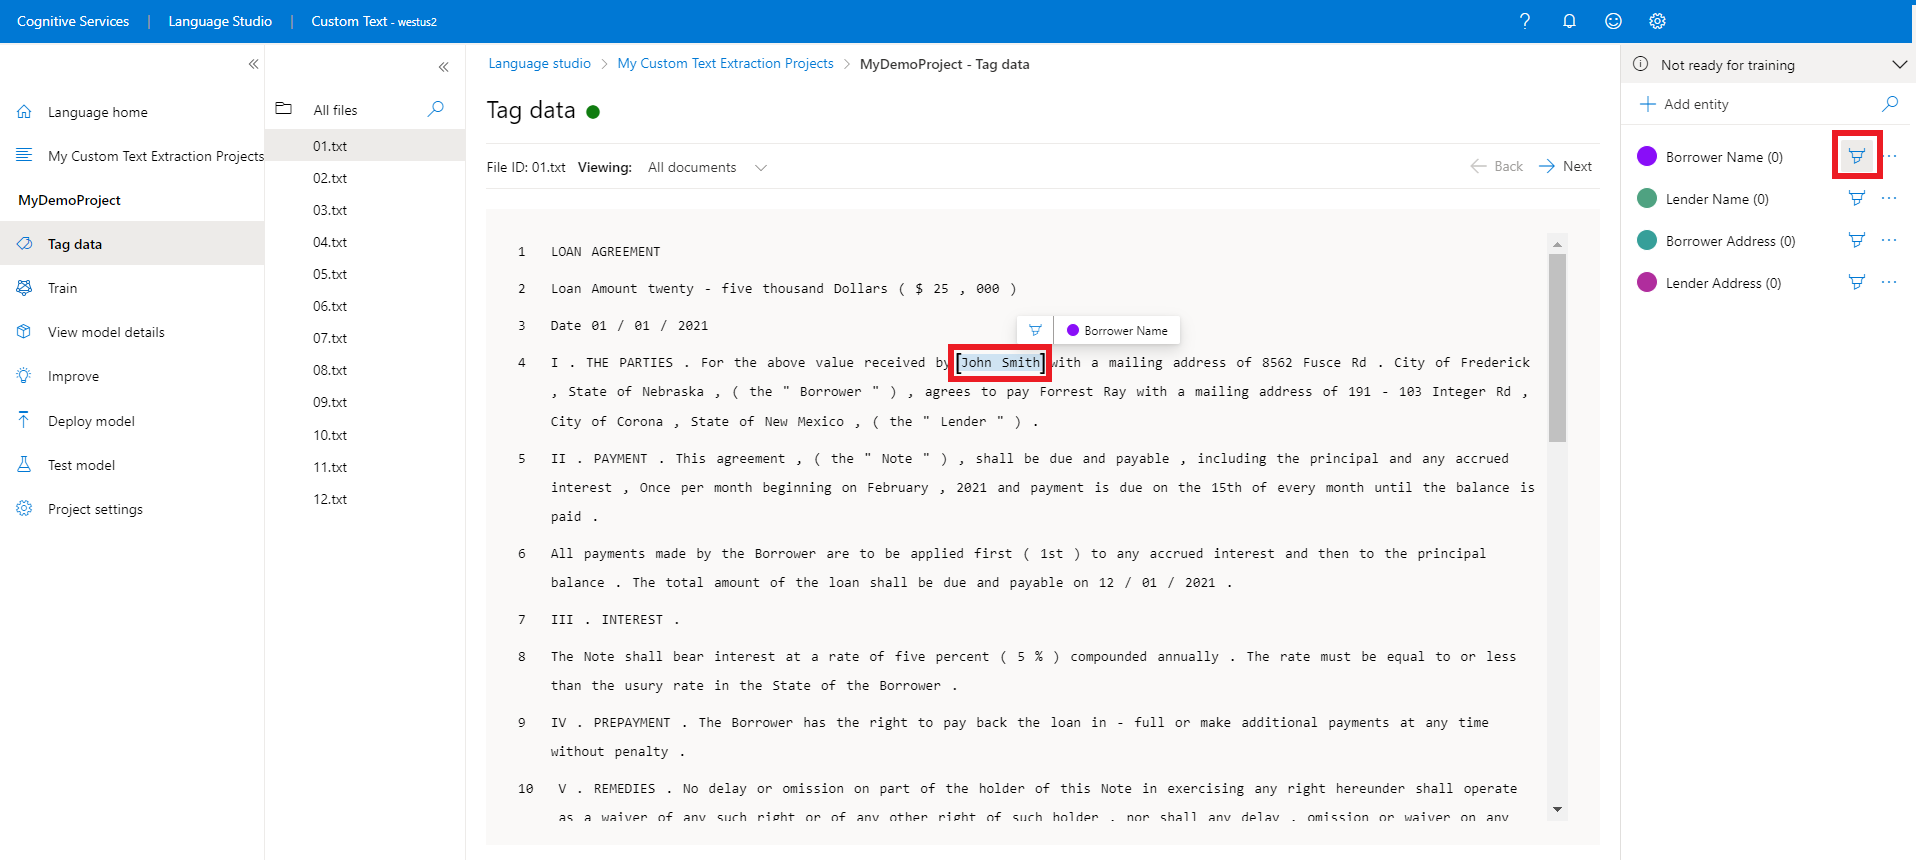 Cognitive Services | Language Studio | Custom Text - westus2
Language home
My Custom Text Extraction Projects
MyDemoProject
Tag data
Train
View model details
Improve
Deploy model
Test model
Project settings
All files
01.txt
02.txt
03.txt
04.txt
05.txt
06.txt
07.txt
08.txt
09.txt
10.txt
11.txt
12.txt
Language studio > My Custom Text Extraction Projects > MyDemoProject - Tag data
Tag data
File ID: 01.txt Viewing: All documents
Back Next
1 LOAN AGREEMENT
2 Loan Amount twenty - five thousand Dollars ( $ 25 , 000 )
3 Date 01 / 01 / 2021
Borrower Name
4 I . THE PARTIES . For the above value received by [John Smith] with a mailing address of 8562 Fusce Rd . City of Frederick
, State of Nebraska , ( the " Borrower " ) , agrees to pay Forrest Ray with a mailing address of 191 - 103 Integer Rd ,
City of Corona , State of New Mexico , ( the " Lender " ) .
5 II . PAYMENT . This agreement , ( the " Note " ) , shall be due and payable , including the principal and any accrued
interest , Once per month beginning on February , 2021 and payment is due on the 15th of every month until the balance is
paid .
6 All payments made by the Borrower are to be applied first ( 1st ) to any accrued interest and then to the principal
balance . The total amount of the loan shall be due and payable on 12 / 01 / 2021 .
7 III . INTEREST .
8 The Note shall bear interest at a rate of five percent ( 5 % ) compounded annually . The rate must be equal to or less
than the usury rate in the State of the Borrower .
9 IV . PREPAYMENT . The Borrower has the right to pay back the loan in - full or make additional payments at any time
without penalty .
10 V . REMEDIES . No delay or omission on part of the holder of this Note in exercising any right hereunder shall operate
as a waiver of any such right or of any other right of such holder , nor shall any delay , omission or waiver on any
Not ready for training
Add entity
Borrower Name (0)
Lender Name (0)
Borrower Address (0)
Lender Address (0)